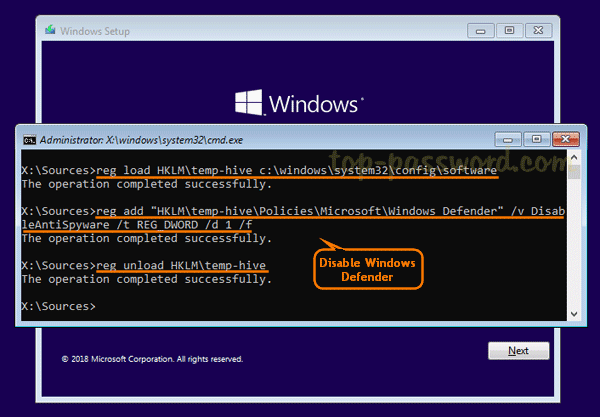 Windows Setup
Windows
Administrator: X:\windows\system32\cmd.exe
top-password.com
X:\Sources>reg load HKLM\temp-hive c:\windows\system32\config\software
The operation completed successfully.
X:\Sources>reg add "HKLM\temp-hive\Policies\Microsoft\Windows Defender" /v Disab
leAntiSpyware /t REG_DWORD /d 1 /f
The operation completed successfully.
X:\Sources>reg unload HKLM\temp-hive
The operation completed successfully.
Disable Windows
Defender
X:\Sources>
© 2018 Microsoft Corporation. All rights reserved.
Next